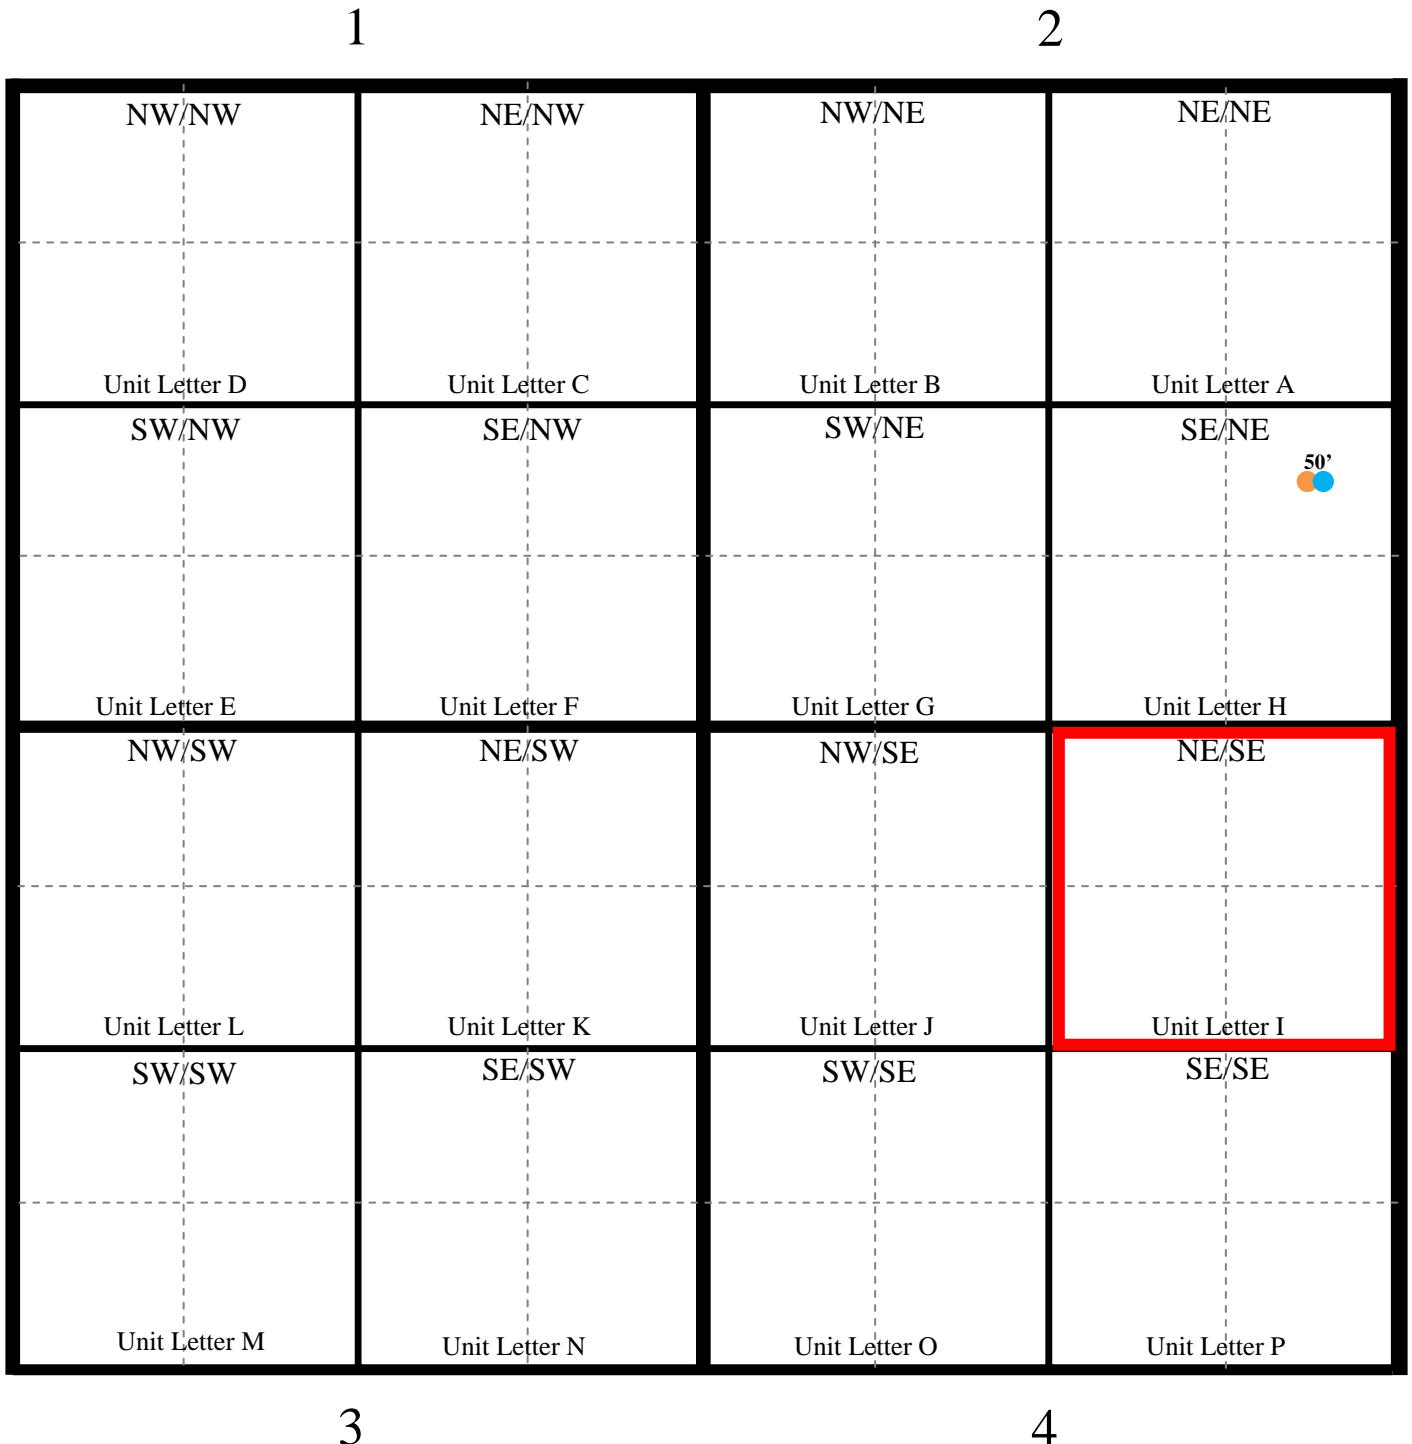 1 2
NW/NW NE/NW NW/NE NE/NE
Unit Letter D Unit Letter C Unit Letter B Unit Letter A
SW/NW SE/NW SW/NE SE/NE
50’
Unit Letter E Unit Letter F Unit Letter G Unit Letter H
NW/SW NE/SW NW/SE NE/SE
Unit Letter L Unit Letter K Unit Letter J Unit Letter I
SW/SW SE/SW SW/SE SE/SE
Unit Letter M Unit Letter N Unit Letter O Unit Letter P
3 4